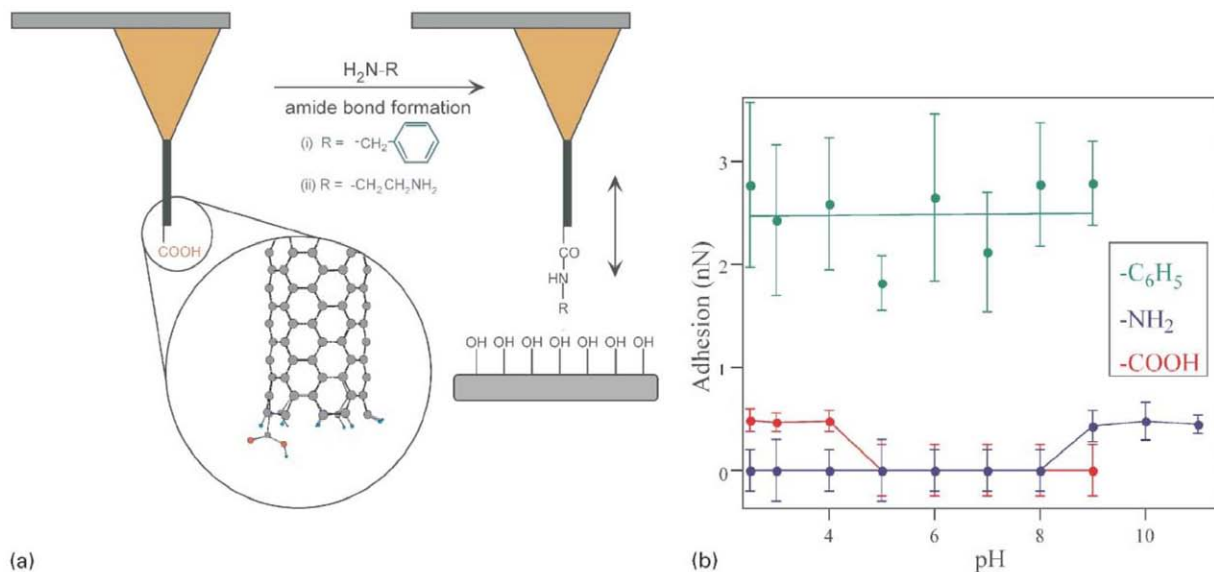 H₂N-R
amide bond formation
(i) R = -CH₂-
(ii) R = -CH₂CH₂NH₂
COOH
CO
HN
R
OH OH OH OH OH OH OH
(a)
Adhesion (nN)
3
2
1
0
4 6 8 10
pH
-C₆H₅
-NH₂
-COOH
(b)